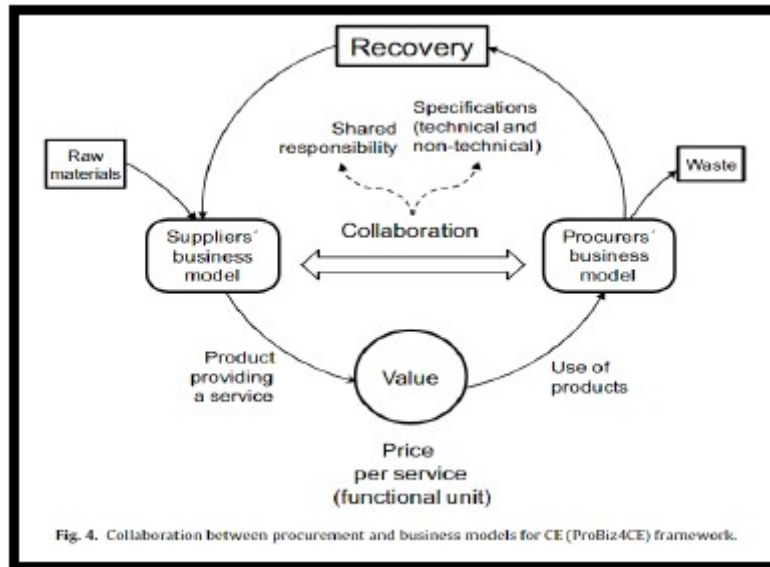 Recovery
Specifications
(technical and
non-technical)
Shared
responsibility
Raw
materials
Waste
Collaboration
Suppliers´
business
model
Procurers´
business
model
Product
providing
a service
Value
Use of
products
Price
per service
(functional unit)
Fig. 4. Collaboration between procurement and business models for CE (ProBiz4CE) framework.